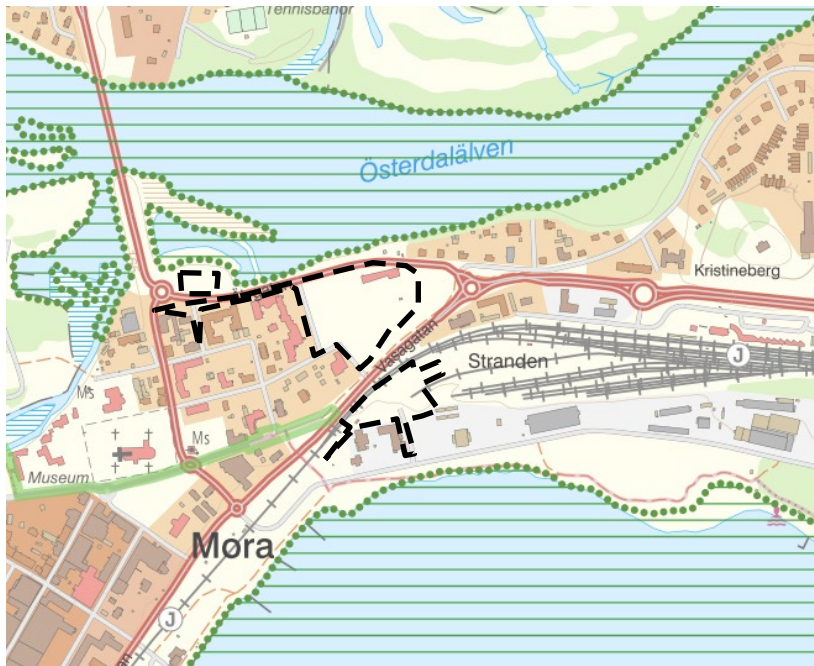 Tennisbanor
Österdalälven
Kristineberg
Vasagatan
Stranden
J
Ms
Ms
Museum
Mora
J